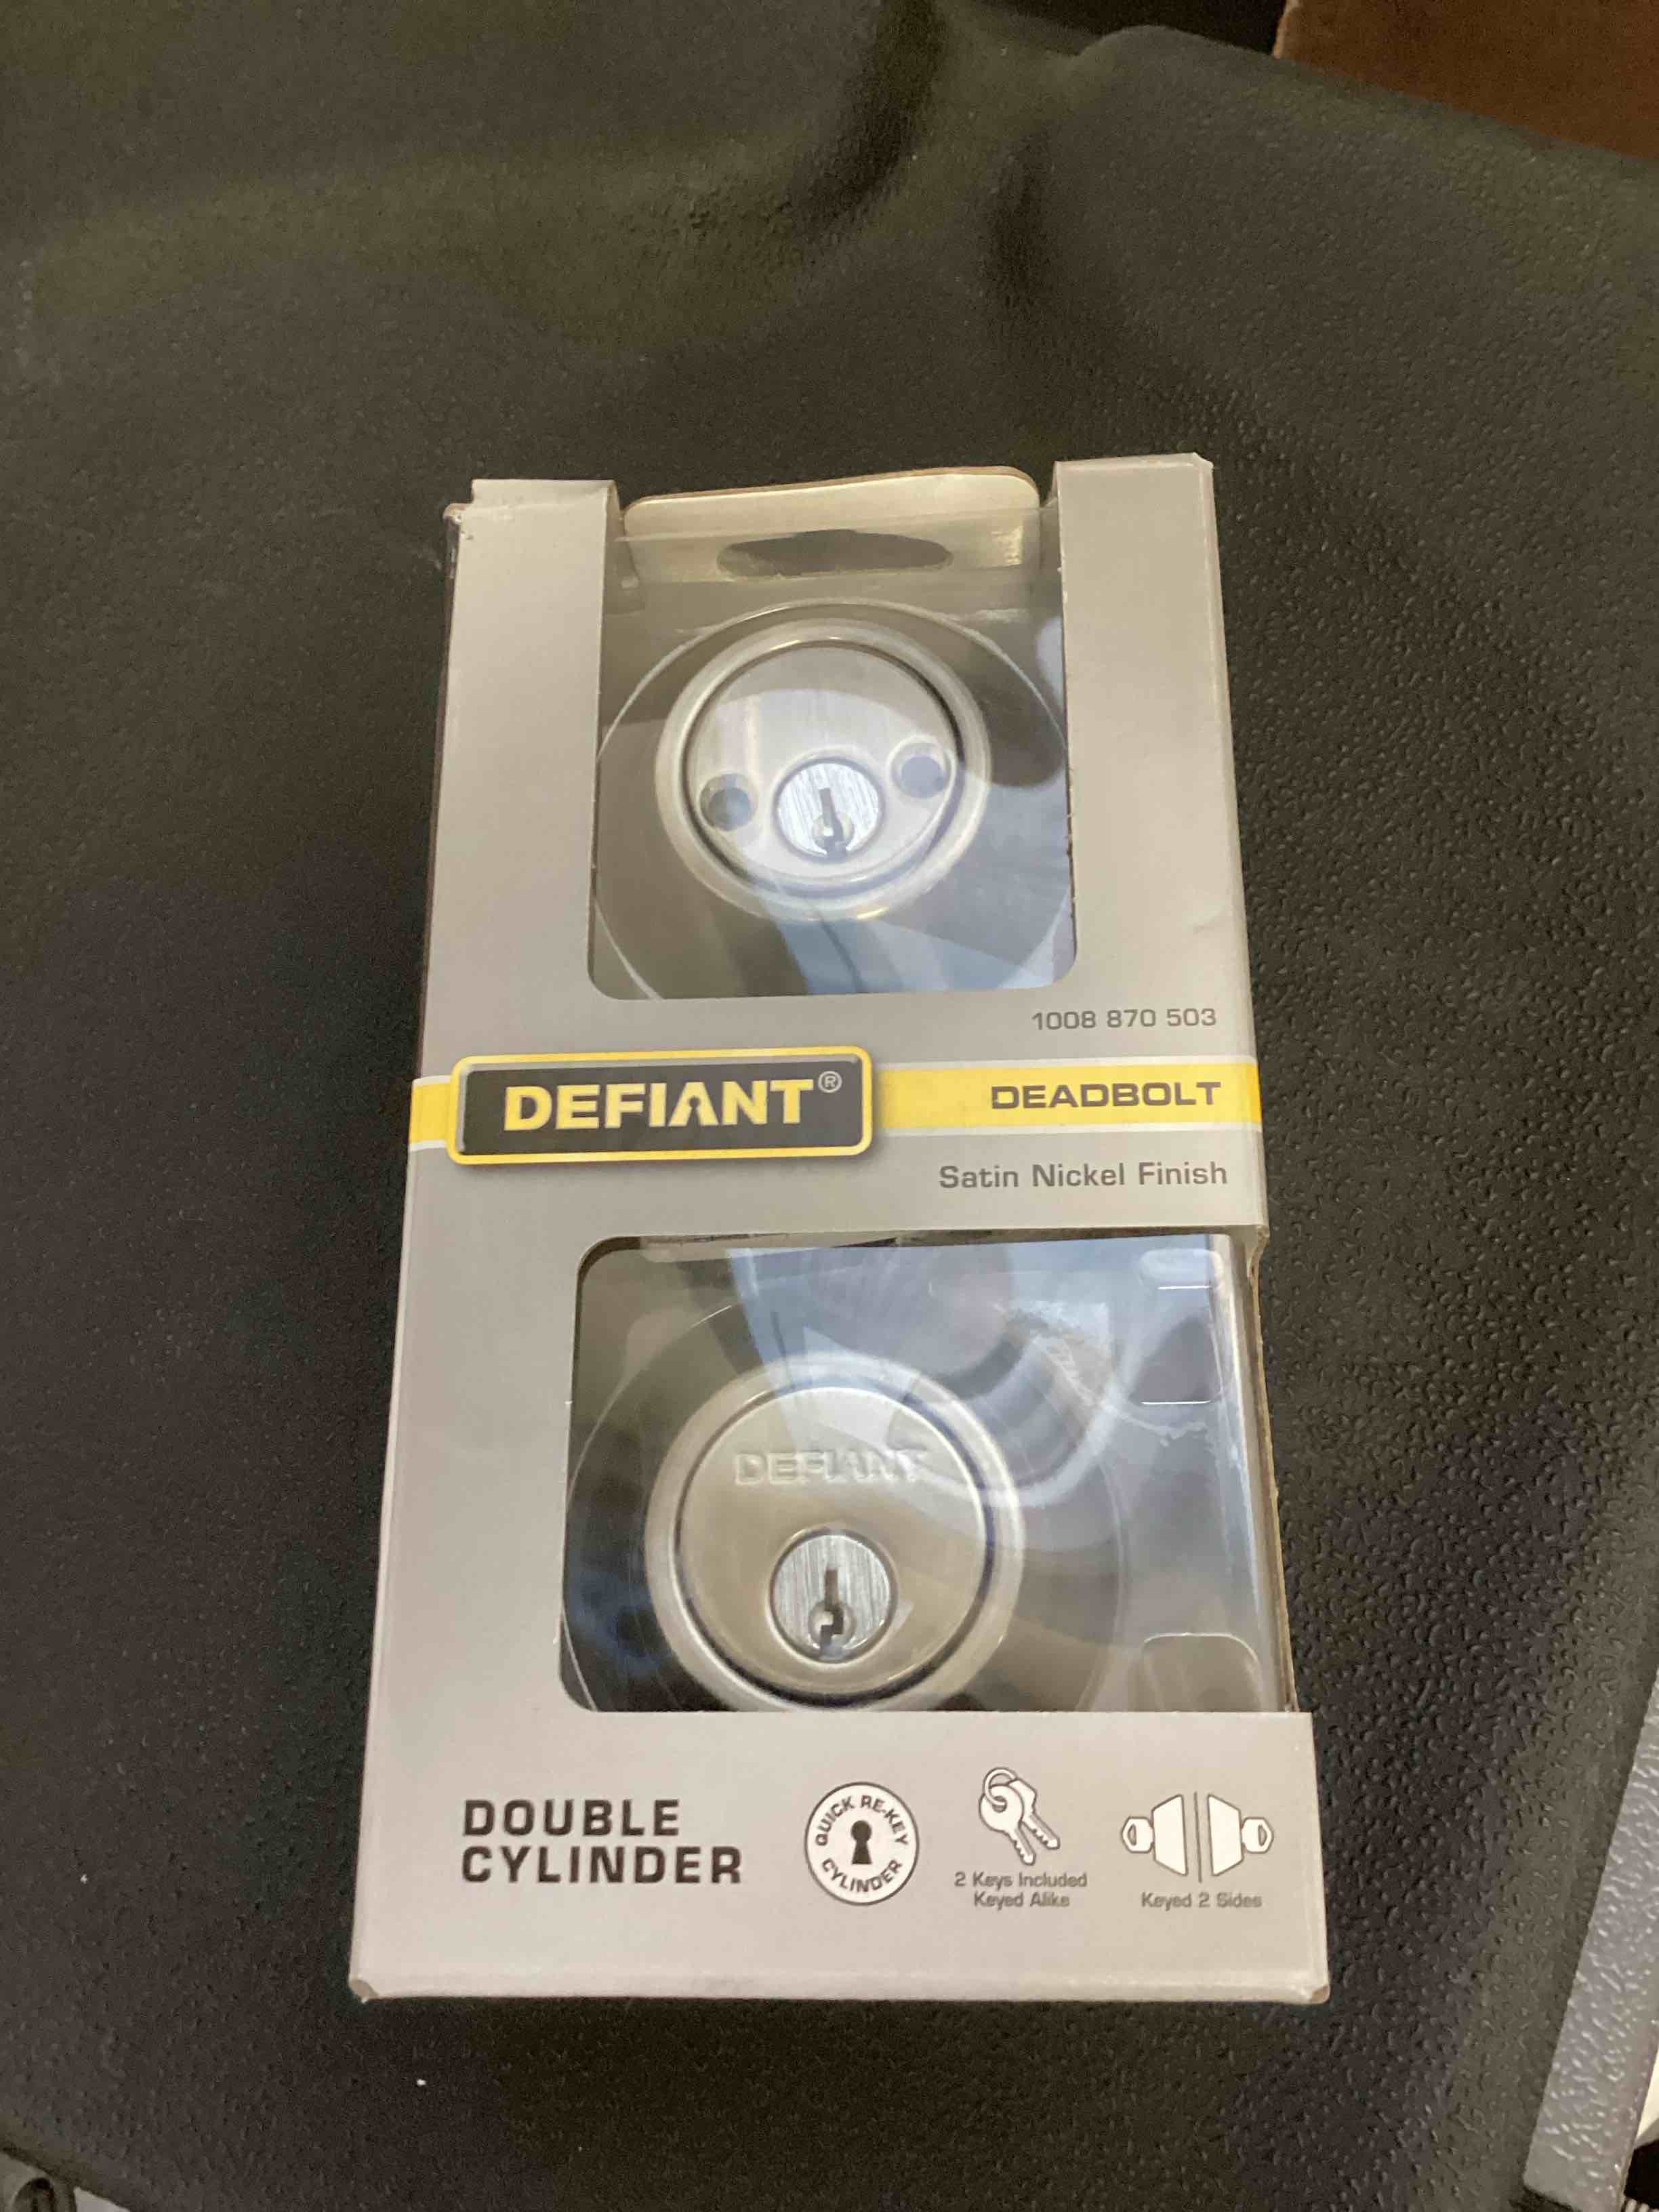 1008 870 503
DEFIANT®
DEADBOLT
Satin Nickel Finish
DEFIANT
DOUBLE
CYLINDER
QUICK RE-KEY
CYLINDER
2 Keys Included
Keyed Alike
Keyed 2 Sides